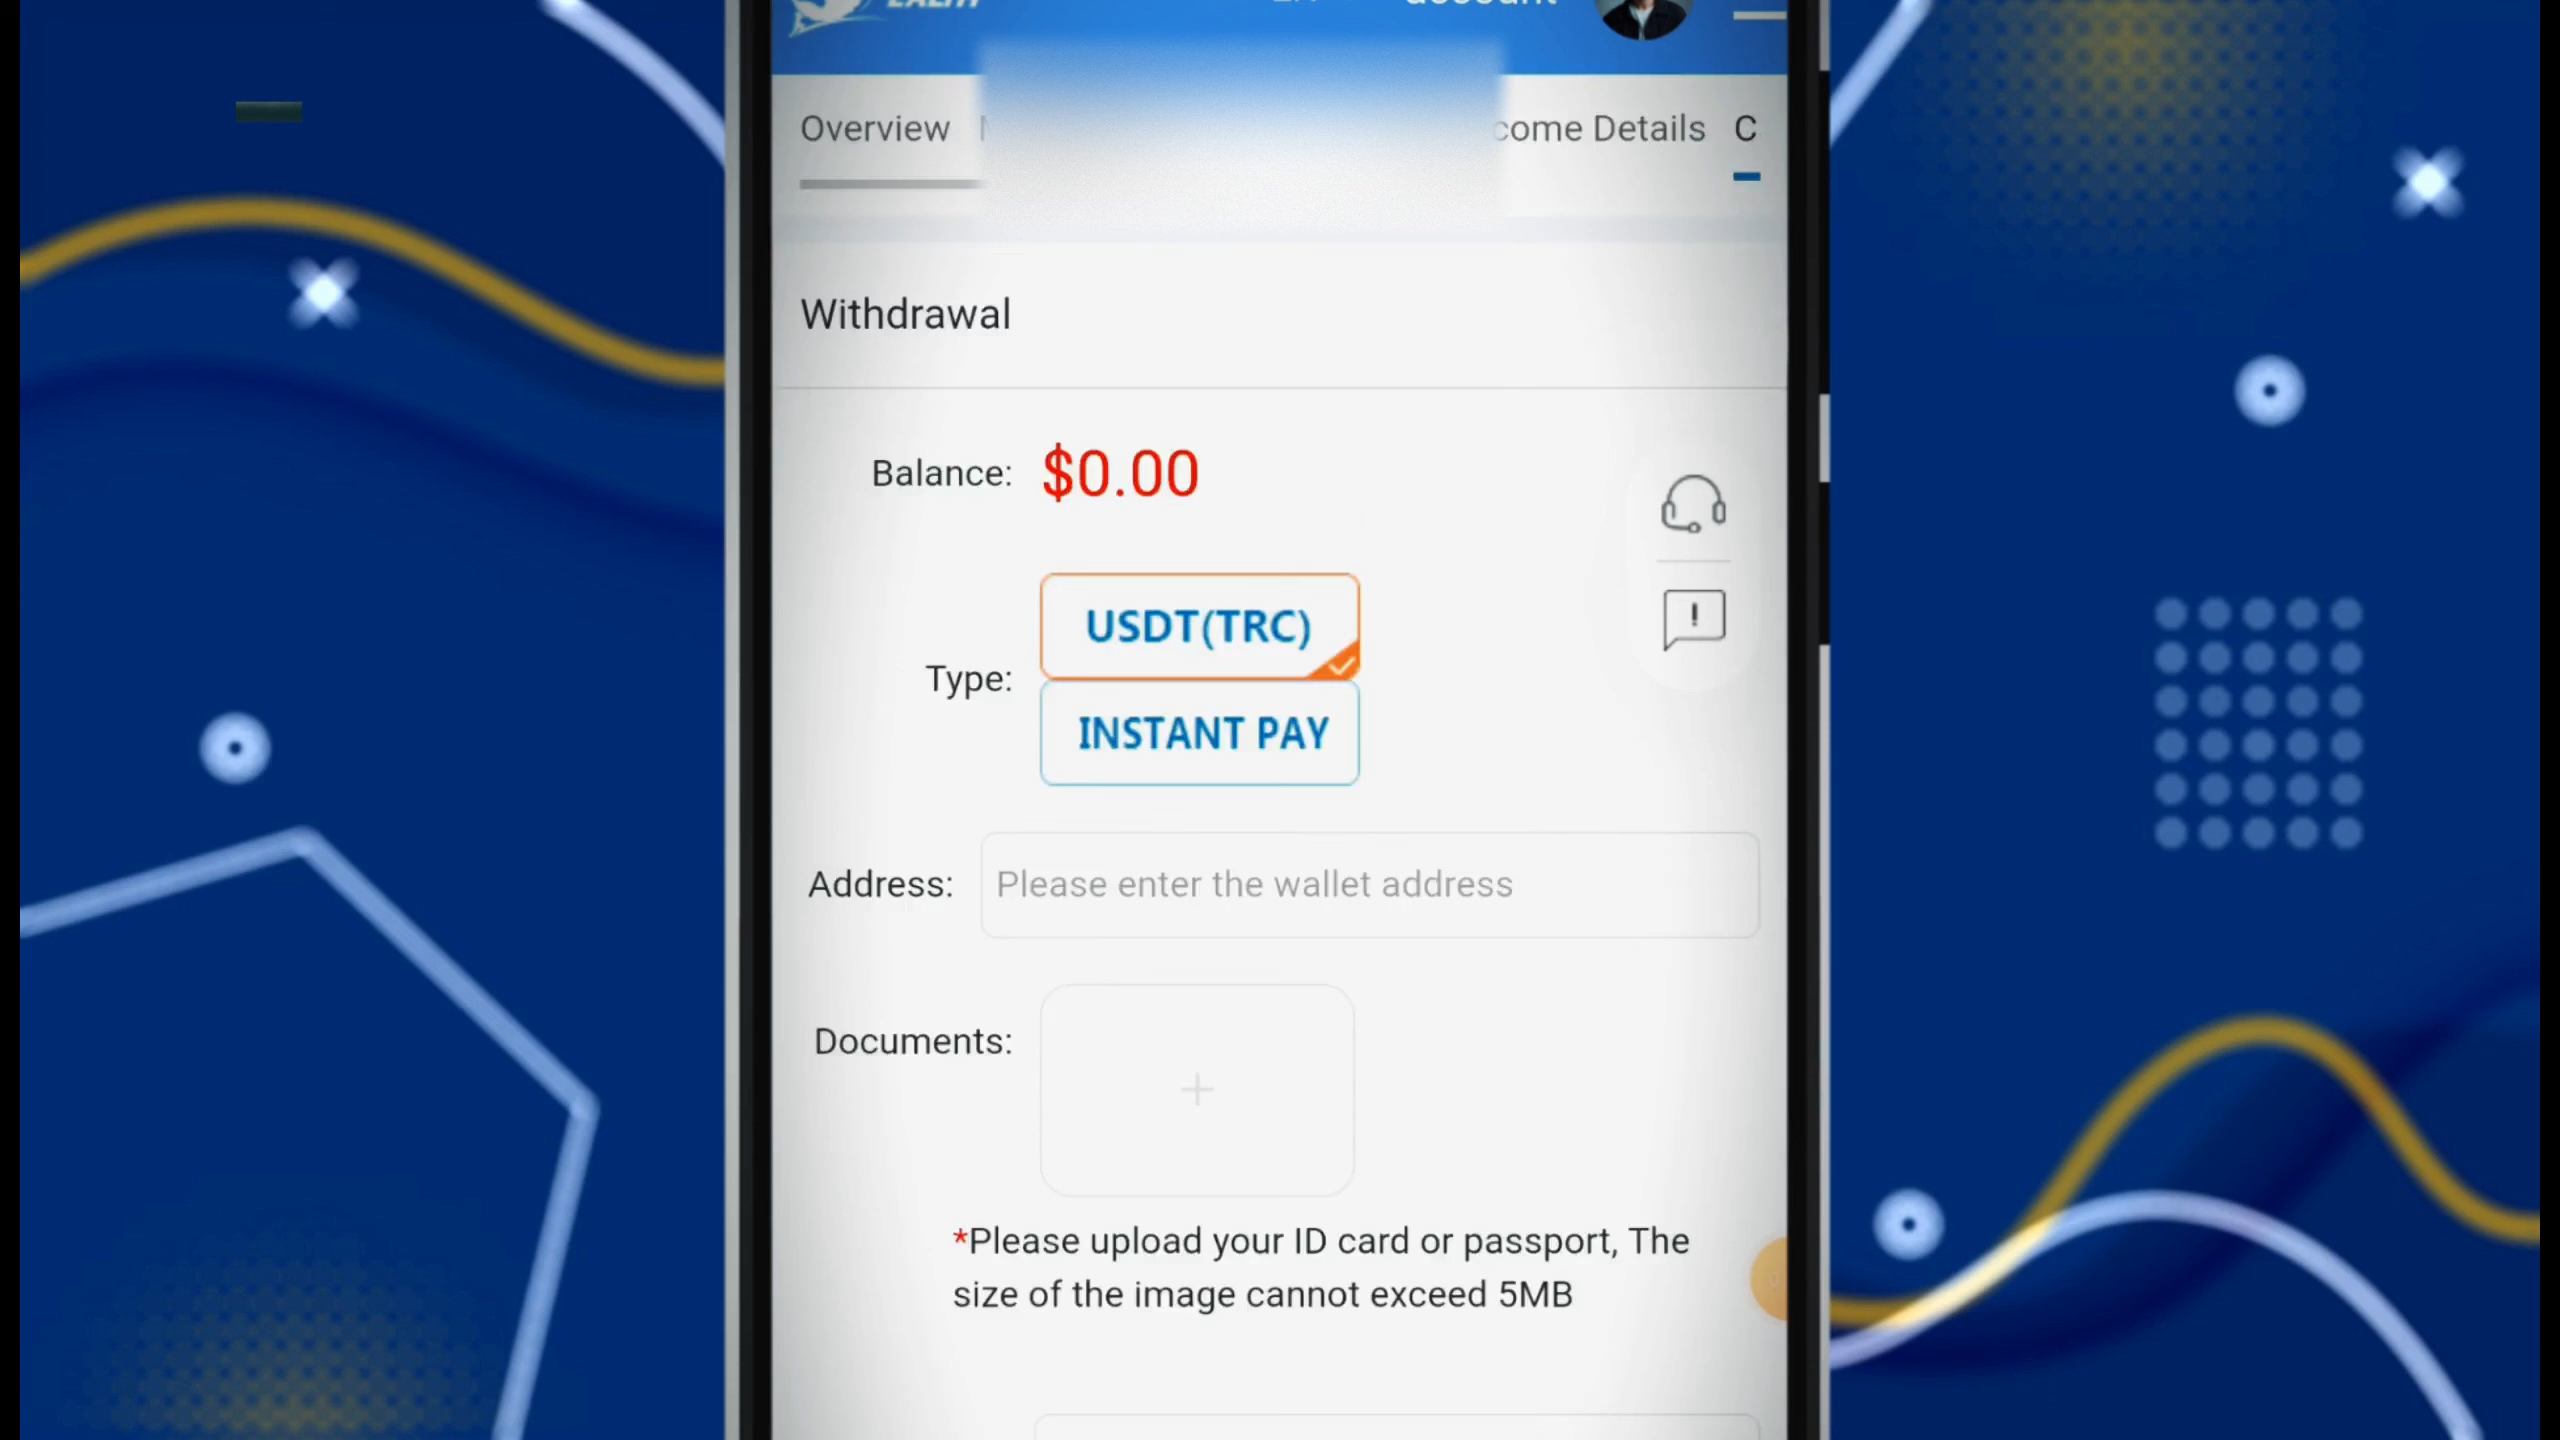 account
Overview
come Details C
Withdrawal
Balance: $0.00
USDT(TRC)
Type:
INSTANT PAY
Address: Please enter the wallet address
Documents:
*Please upload your ID card or passport, The
size of the image cannot exceed 5MB